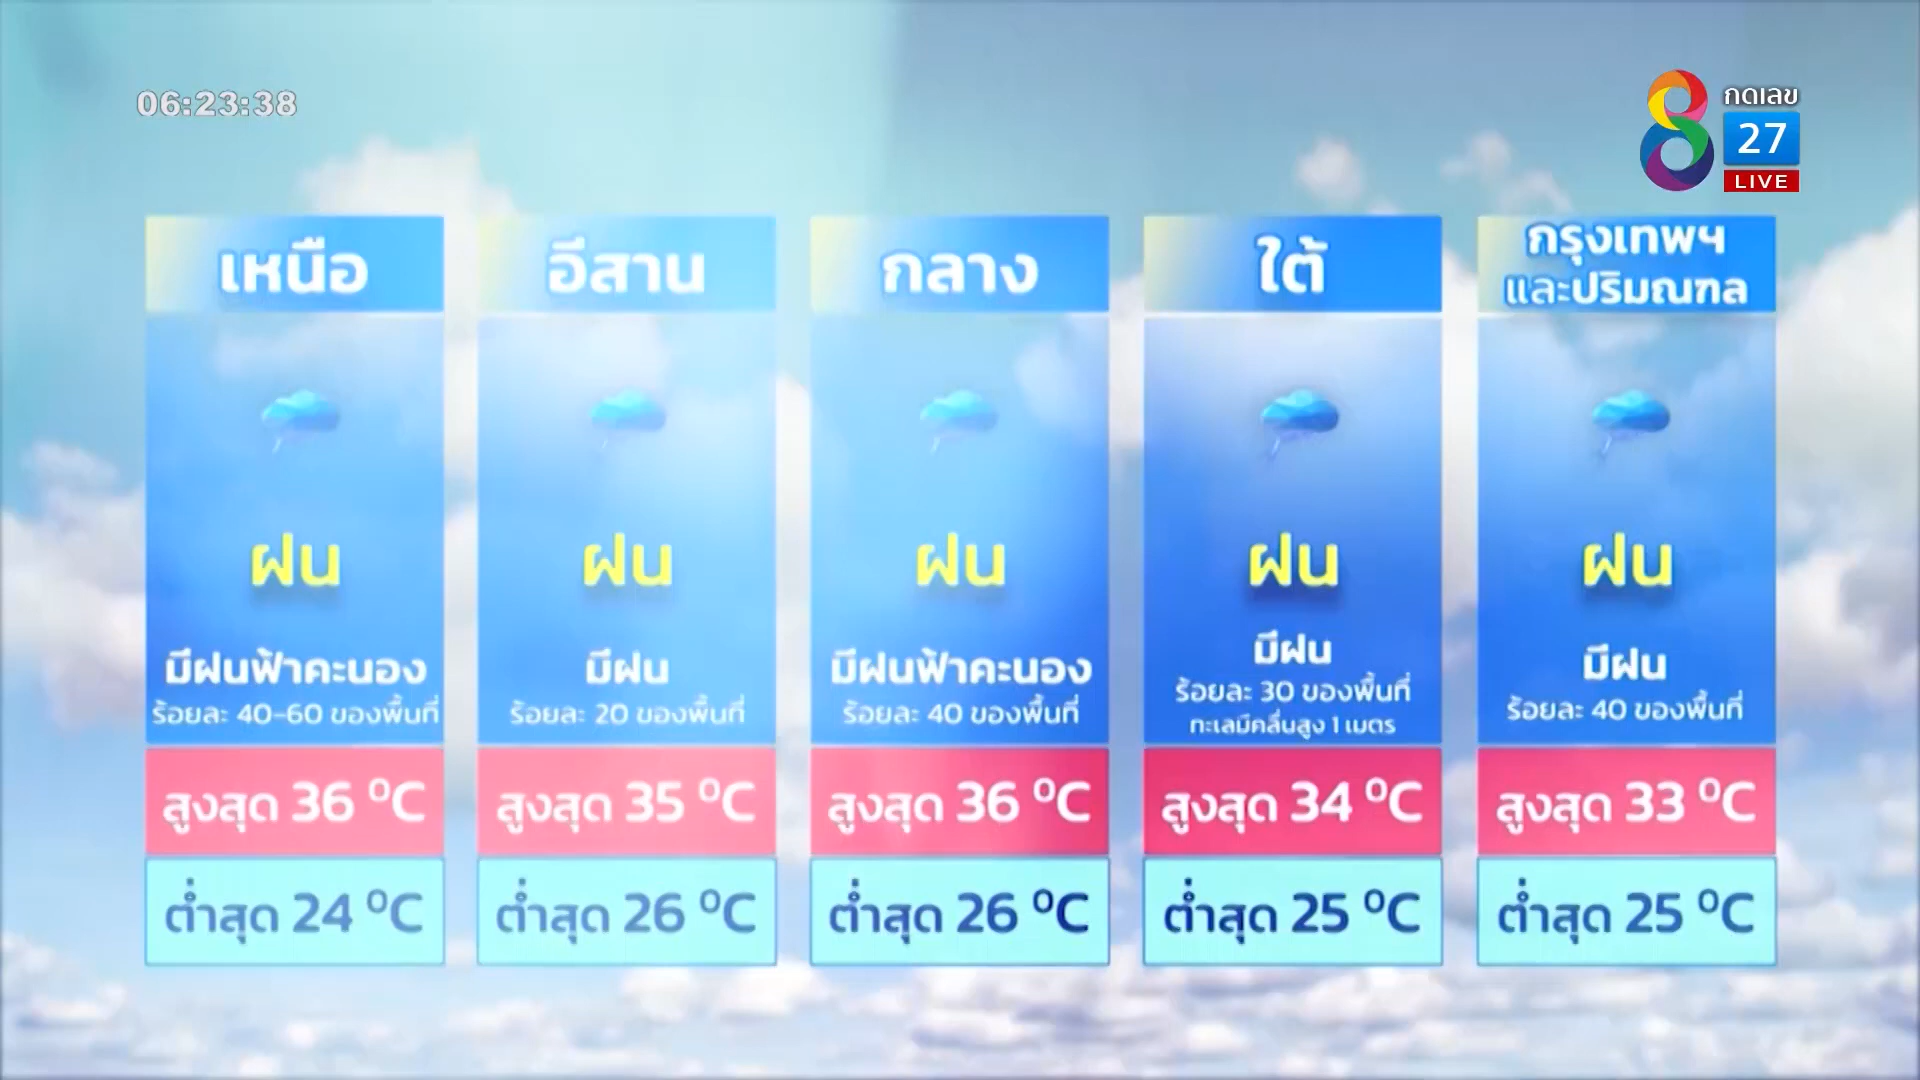 06:23:38
กดเลข
27
LIVE
เหนือ
ฝน
มีฝนฟ้าคะนอง
ร้อยละ 40-60 ของพื้นที่
สูงสุด 36 °C
ต่ำสุด 24 °C
อีสาน
ฝน
มีฝน
ร้อยละ 20 ของพื้นที่
สูงสุด 35 °C
ต่ำสุด 26 °C
กลาง
ฝน
มีฝนฟ้าคะนอง
ร้อยละ 40 ของพื้นที่
สูงสุด 36 °C
ต่ำสุด 26 °C
ใต้
ฝน
มีฝน
ร้อยละ 30 ของพื้นที่
ทะเลมีคลื่นสูง 1 เมตร
สูงสุด 34 °C
ต่ำสุด 25 °C
กรุงเทพฯ
และปริมณฑล
ฝน
มีฝน
ร้อยละ 40 ของพื้นที่
สูงสุด 33 °C
ต่ำสุด 25 °C